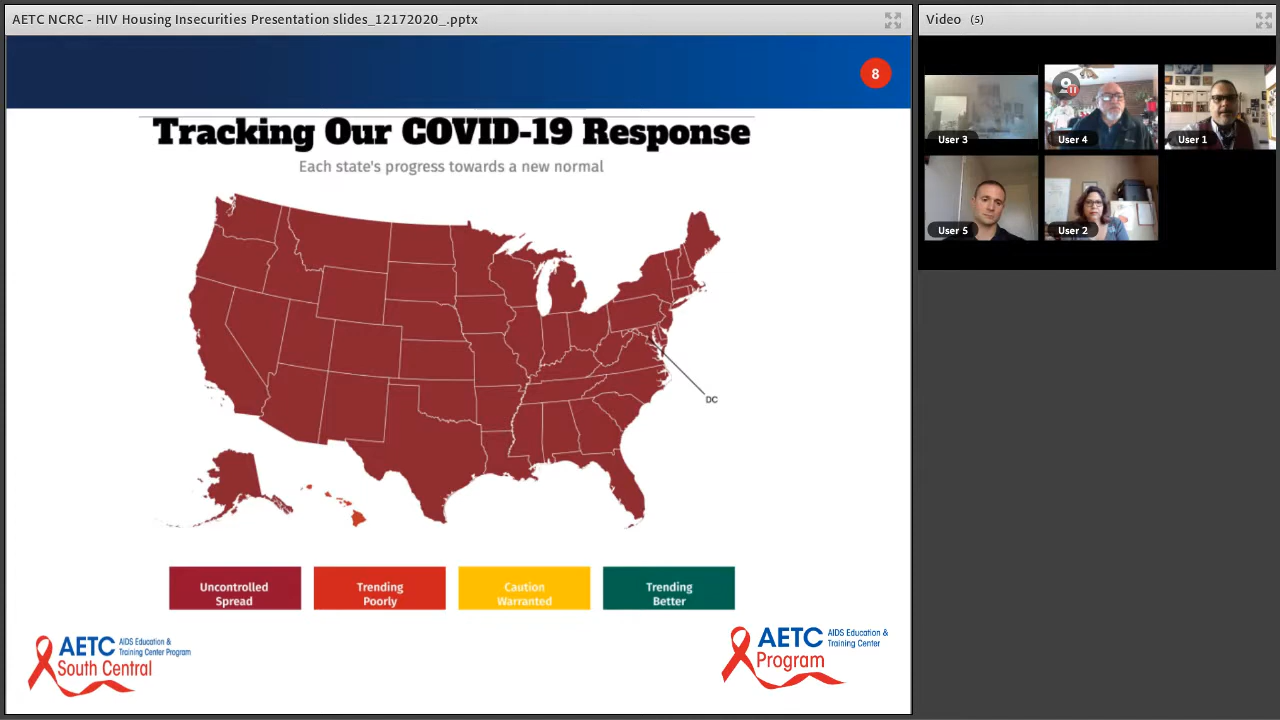 AETC NCRC - HIV Housing Insecurities Presentation slides_12172020_.pptx
8
Tracking Our COVID-19 Response
Each state's progress towards a new normal
DC
Uncontrolled
Spread
Trending
Poorly
Caution
Warranted
Trending
Better
AETC
South Central
AIDS Education &
Training Center Program
AETC
Program
AIDS Education &
Training Center
Video (5)
User 3
User 4
User 1
User 5
User 2